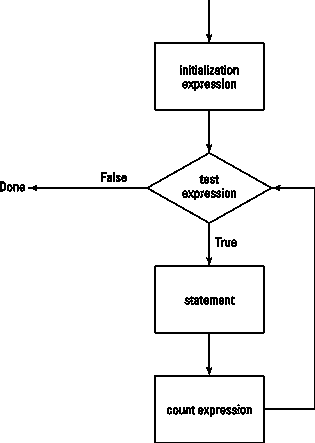 initialization
expression
test
expression
False
Done
True
statement
count expression